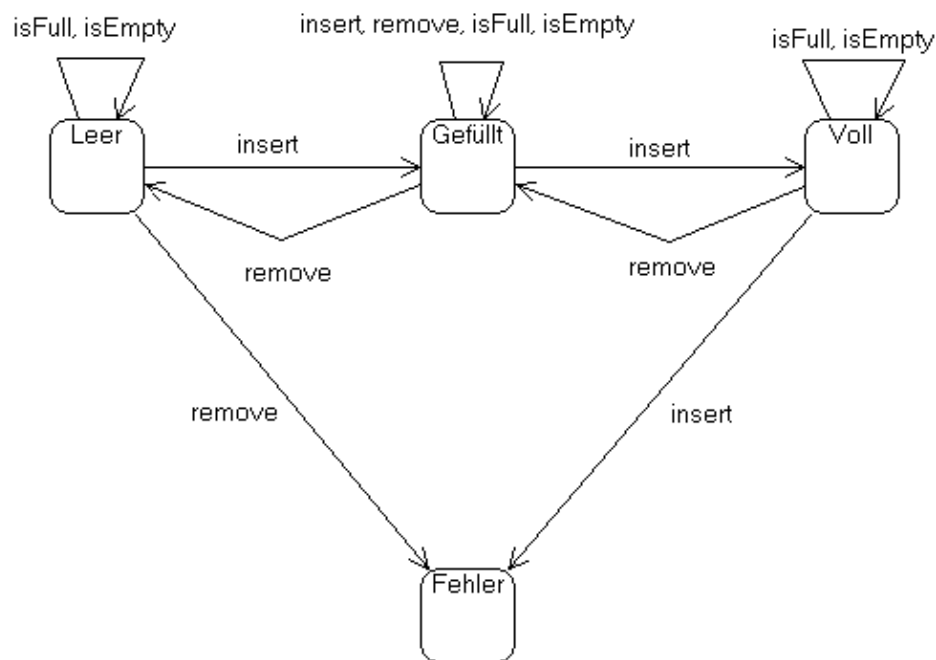 isFull, isEmpty
insert, remove, isFull, isEmpty
isFull, isEmpty
Leer
Gefüllt
Voll
insert
insert
remove
remove
remove
insert
Fehler